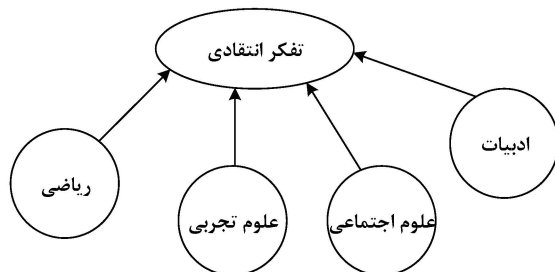 تفکر انتقادی
ادبیات
علوم اجتماعی
علوم تجربی
ریاضی